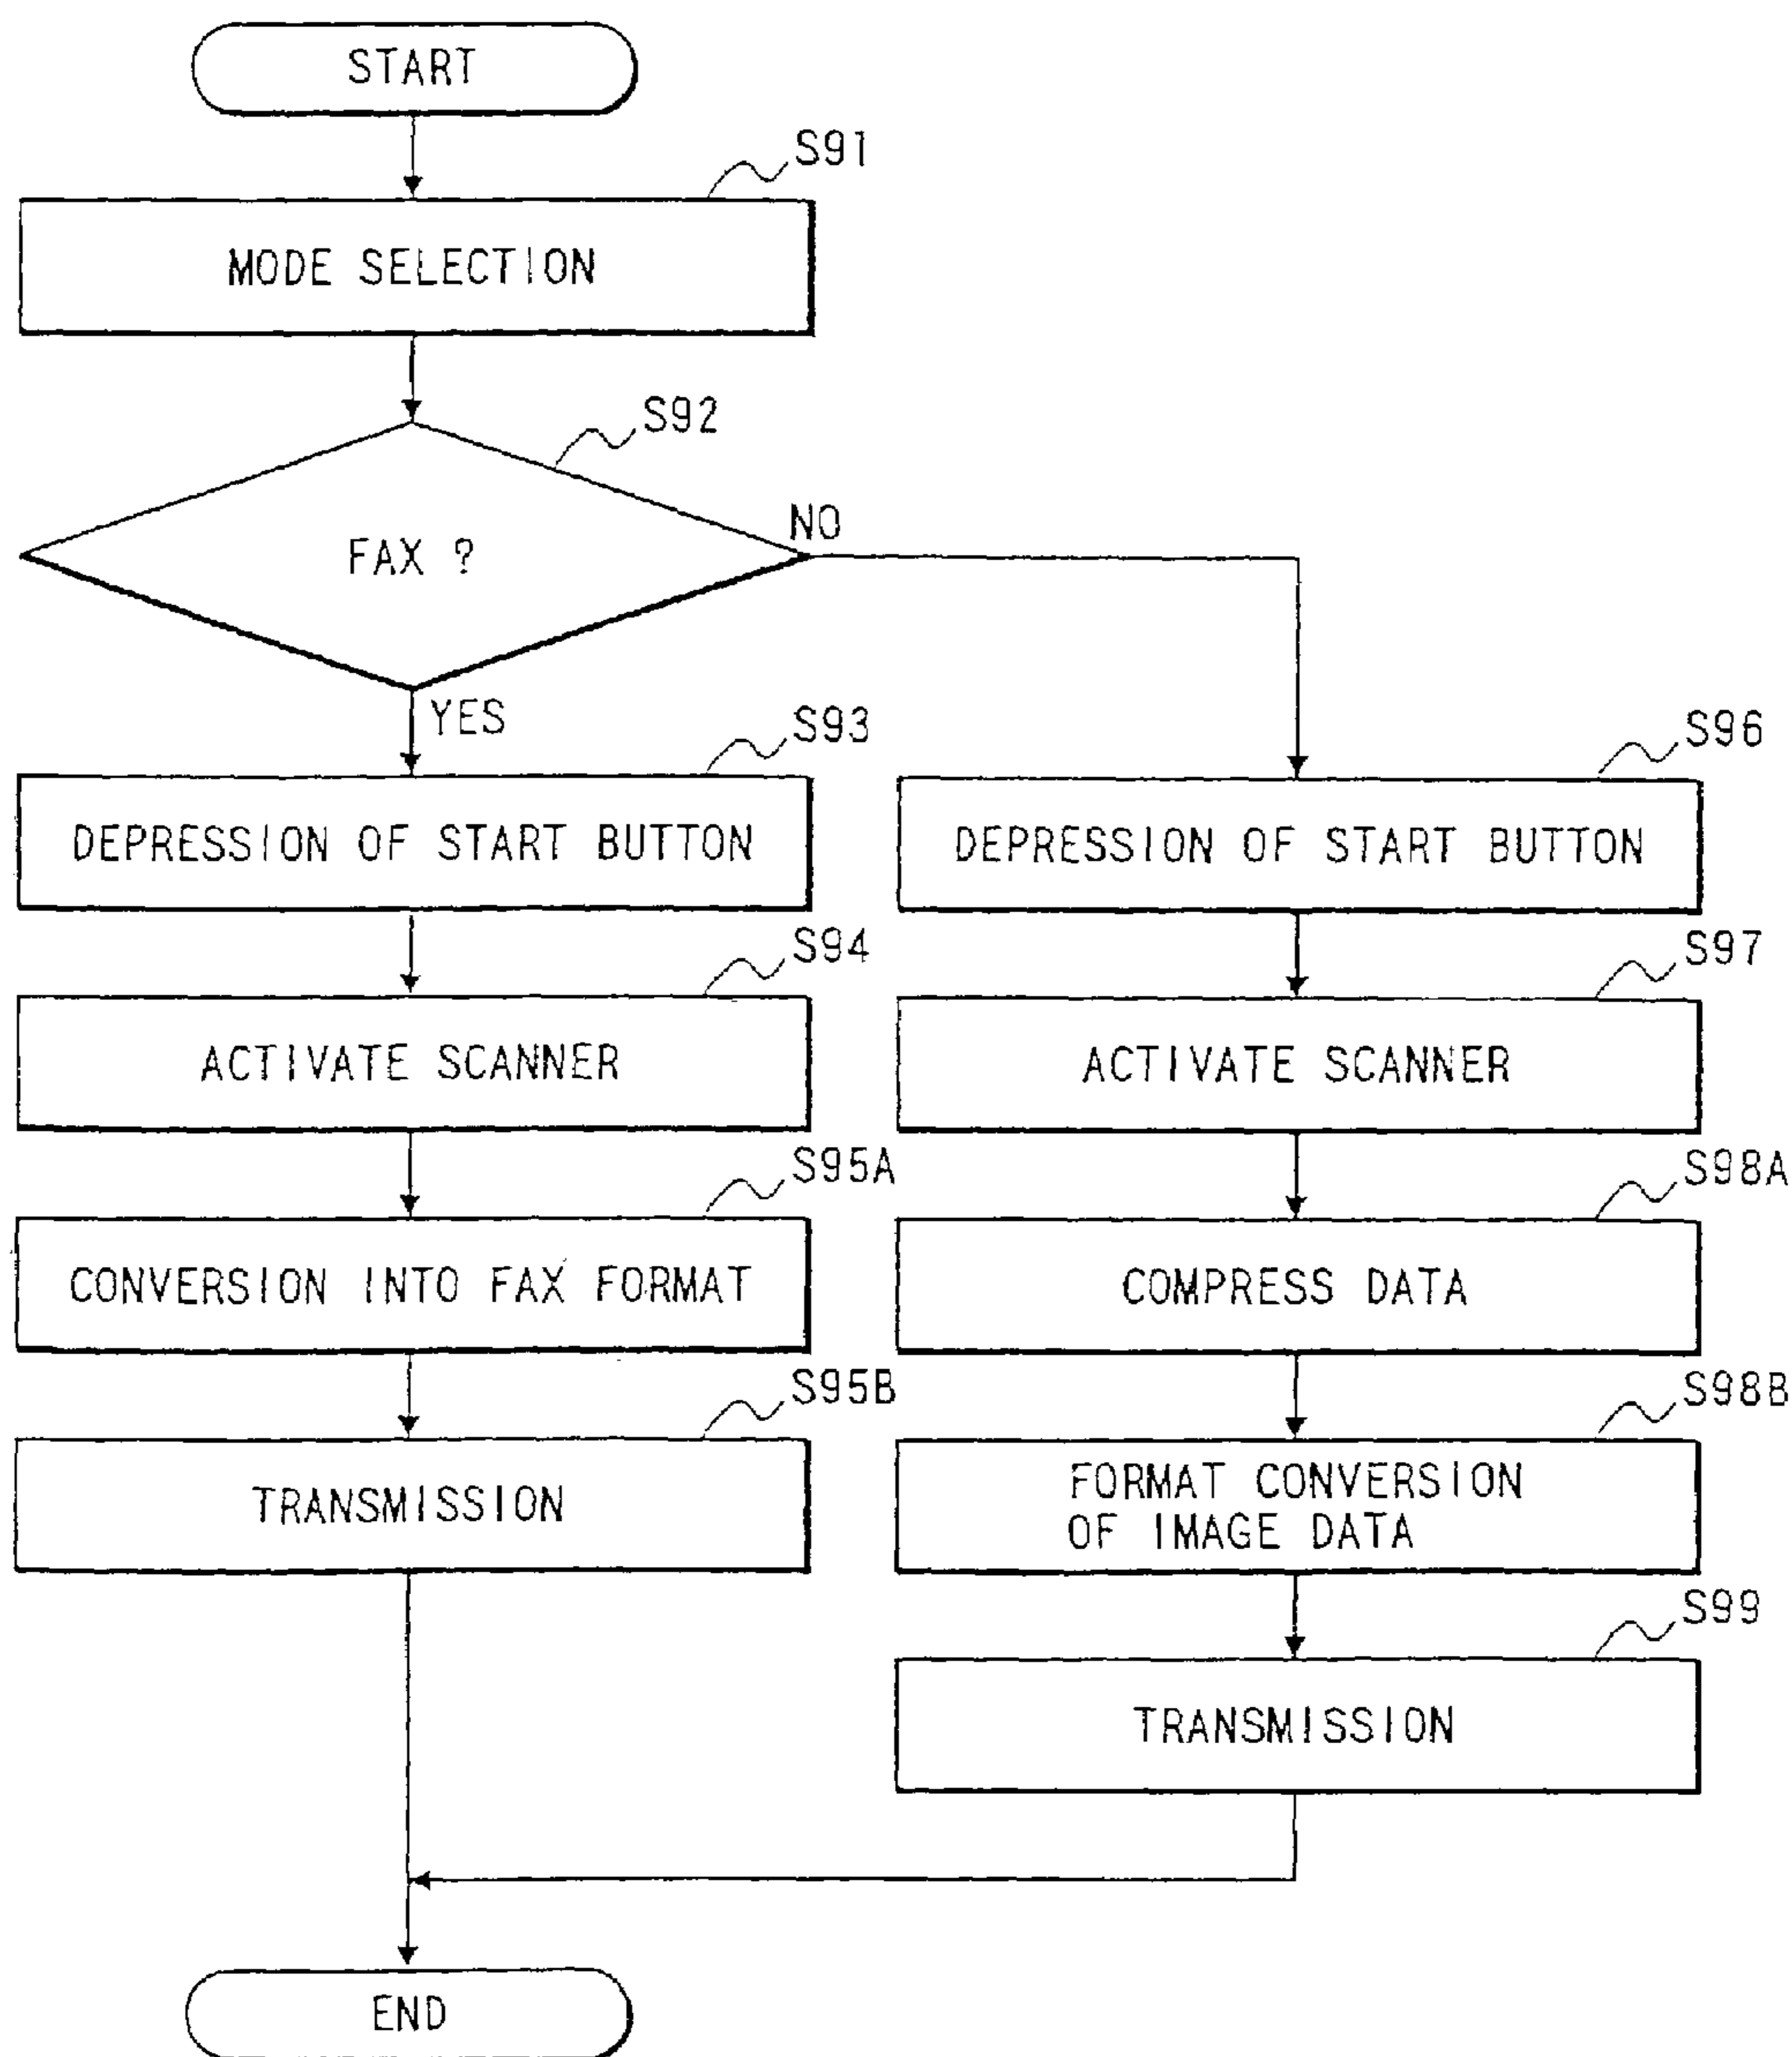 START
S91
MODE SELECTION
S92
FAX ?
NO
YES
S93
DEPRESSION OF START BUTTON
S94
ACTIVATE SCANNER
S95A
CONVERSION INTO FAX FORMAT
S95B
TRANSMISSION
S96
DEPRESSION OF START BUTTON
S97
ACTIVATE SCANNER
S98A
COMPRESS DATA
S98B
FORMAT CONVERSION
OF IMAGE DATA
S99
TRANSMISSION
END